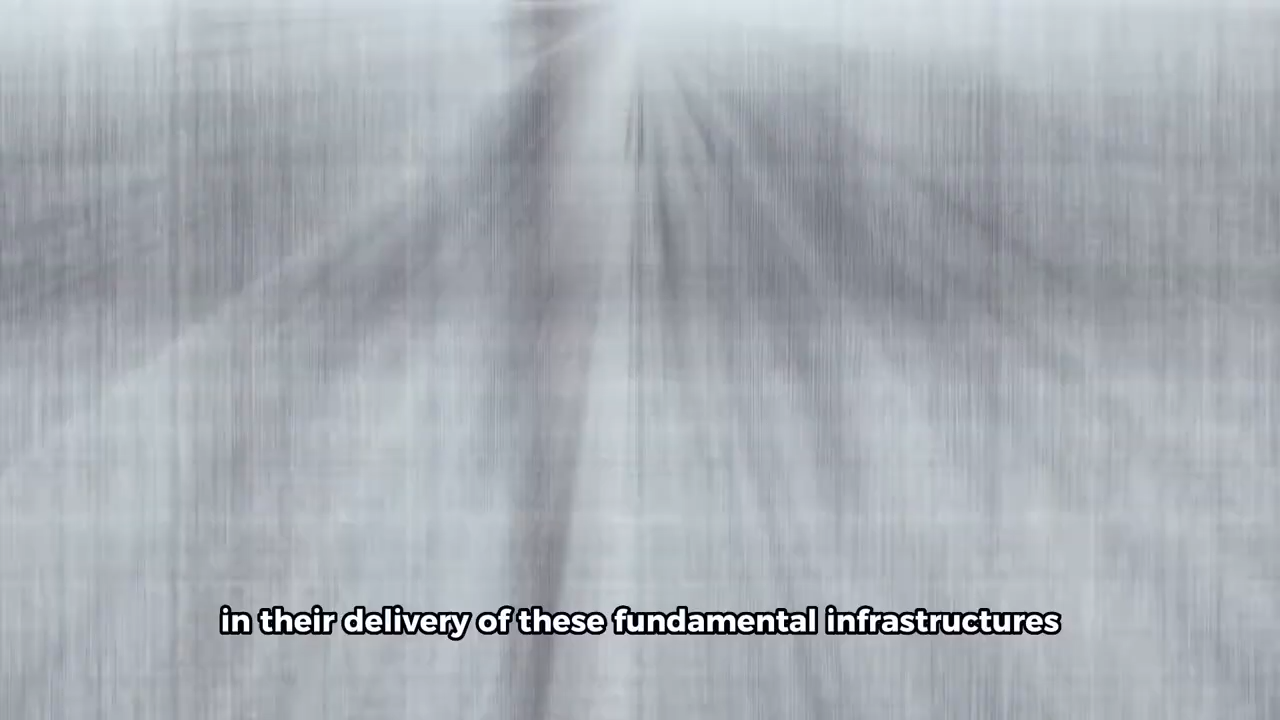 in their delivery of these fundamental infrastructures